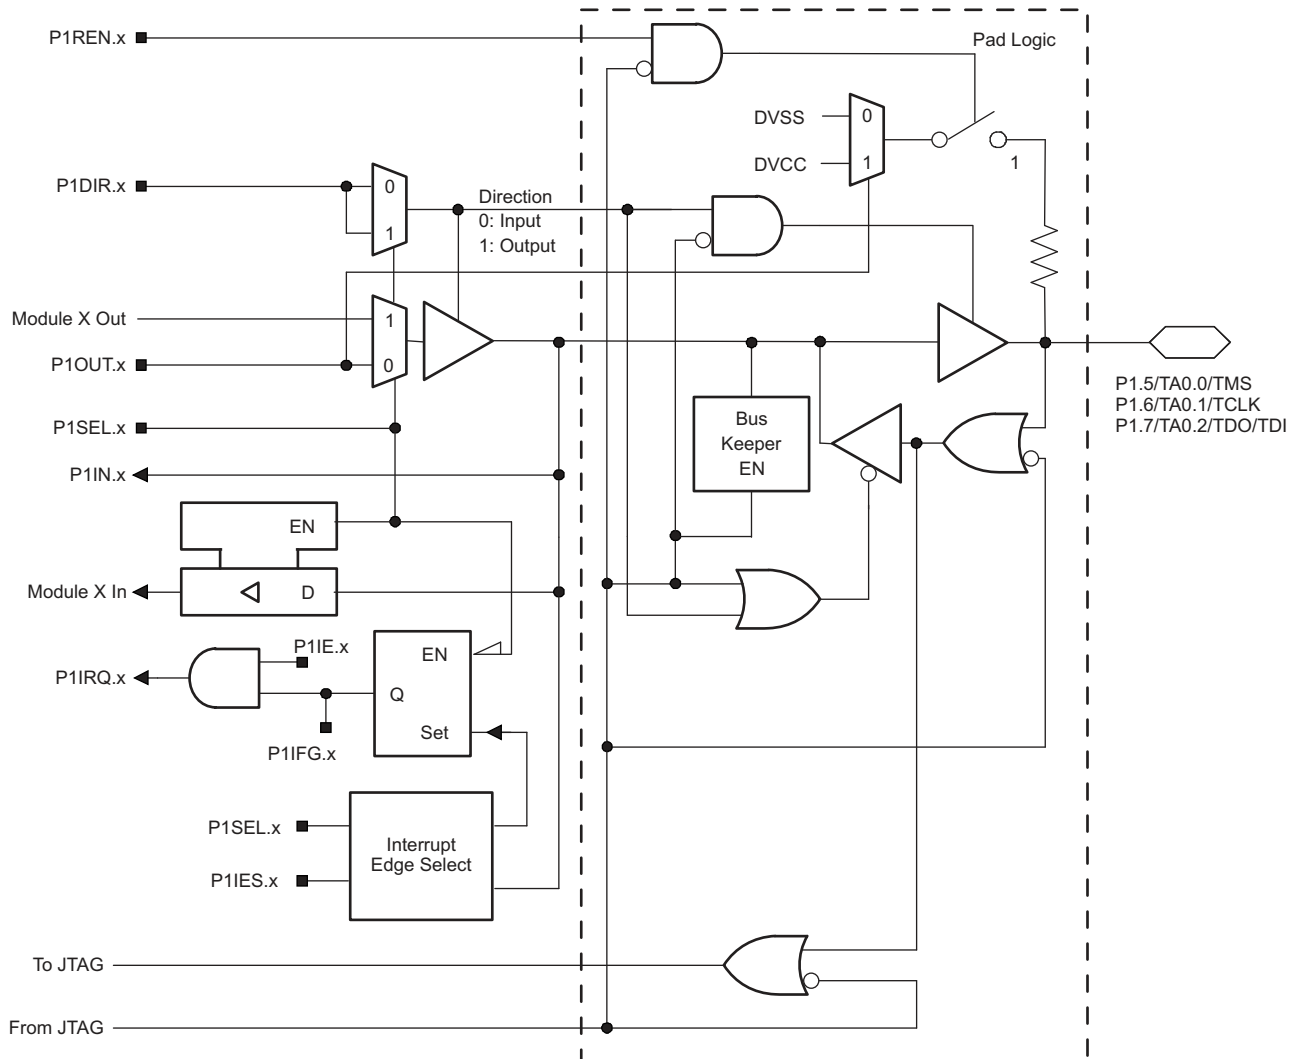 P1REN.x
Pad Logic
DVSS
0
DVCC
1
1
P1DIR.x
0
1
Direction
0: Input
1: Output
Module X Out
1
P1OUT.x
0
P1.5/TA0.0/TMS
P1.6/TA0.1/TCLK
P1.7/TA0.2/TDO/TDI
P1SEL.x
Bus
Keeper
EN
P1IN.x
EN
Module X In
D
P1IE.x
EN
P1IRQ.x
Q
Set
P1IFG.x
P1SEL.x
Interrupt
Edge Select
P1IES.x
To JTAG
From JTAG